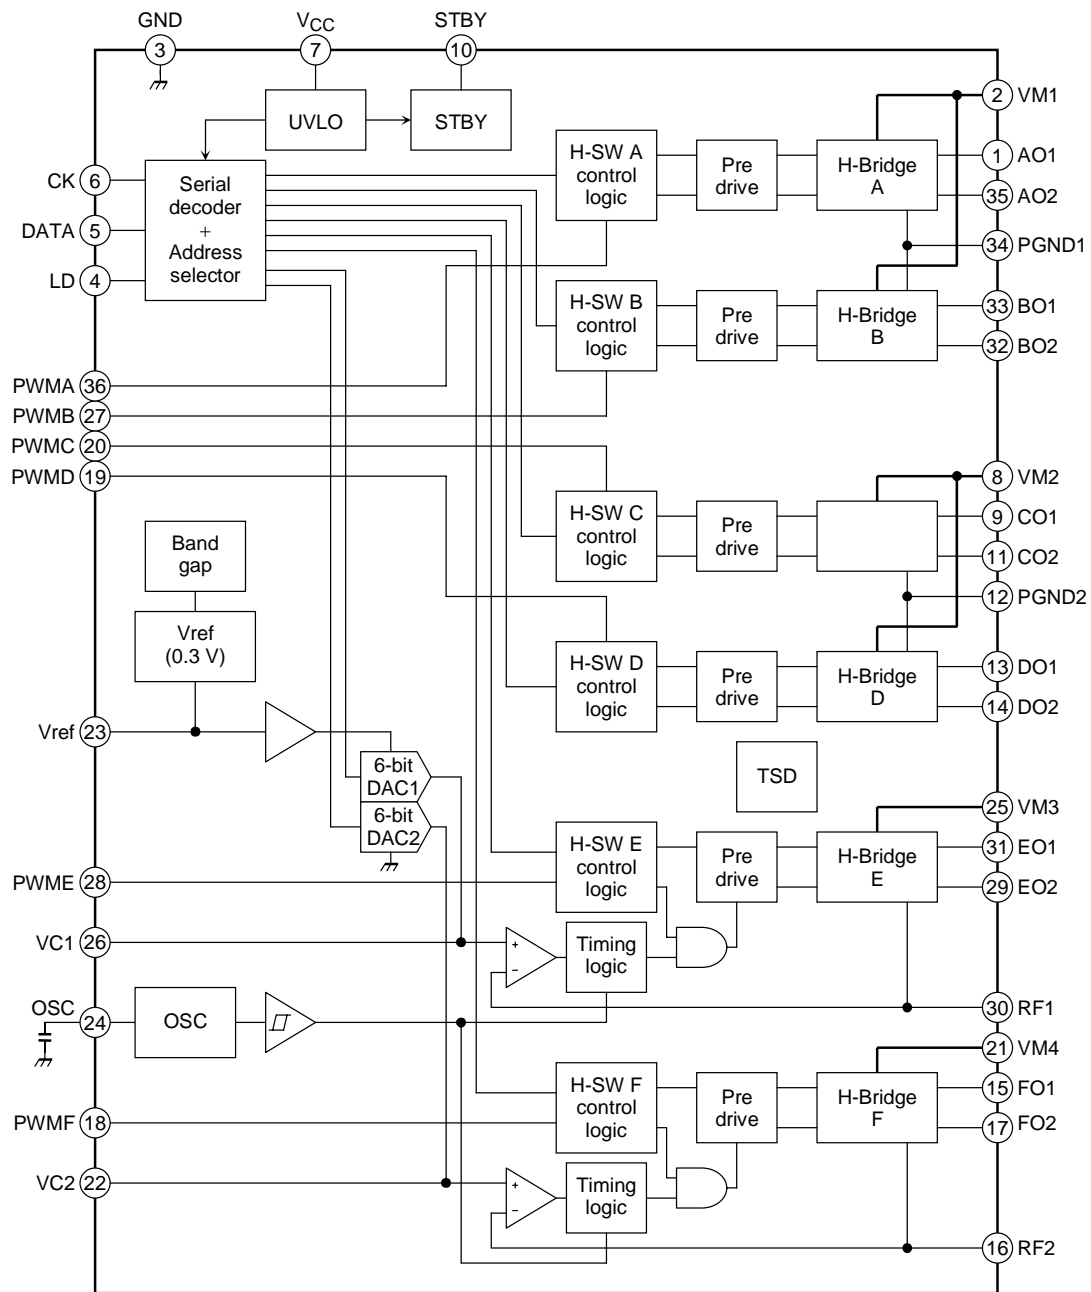 GND
V_CC
STBY
3
7
10
UVLO
STBY
2
VM1
H-SW A
control
logic
Pre
drive
H-Bridge
A
1
AO1
35
AO2
CK
6
DATA
5
LD
4
Serial
decoder
+
Address
selector
34
PGND1
H-SW B
control
logic
Pre
drive
H-Bridge
B
33
BO1
32
BO2
PWMA
36
PWMB
27
PWMC
20
PWMD
19
8
VM2
H-SW C
control
logic
Pre
drive
9
CO1
11
CO2
Band
gap
12
PGND2
Vref
(0.3 V)
H-SW D
control
logic
Pre
drive
H-Bridge
D
13
DO1
14
DO2
Vref
23
6-bit
DAC1
6-bit
DAC2
TSD
25
VM3
H-SW E
control
logic
Pre
drive
H-Bridge
E
31
EO1
29
EO2
PWME
28
VC1
26
+
−
Timing
logic
OSC
24
OSC
30
RF1
21
VM4
H-SW F
control
logic
Pre
drive
H-Bridge
F
15
FO1
17
FO2
PWMF
18
VC2
22
+
−
Timing
logic
16
RF2